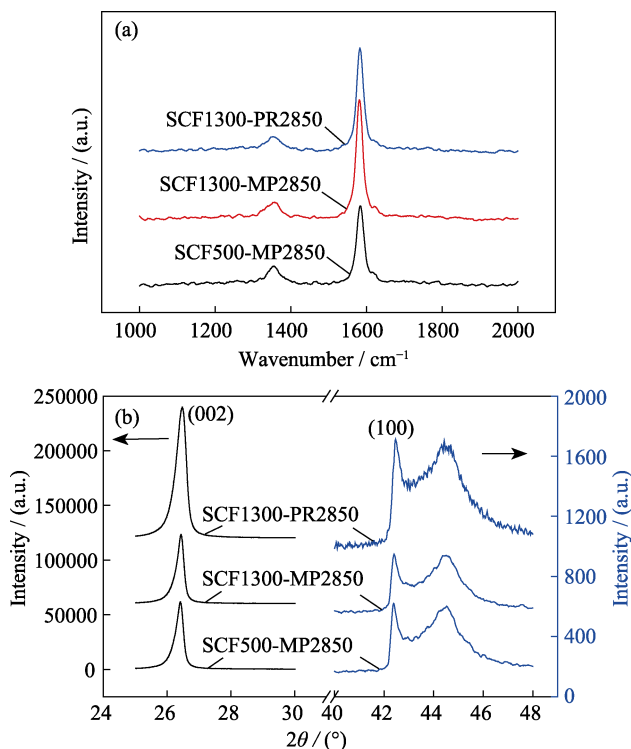 (a)
SCF1300-PR2850
SCF1300-MP2850
SCF500-MP2850
Intensity / (a.u.)
1000 1200 1400 1600 1800 2000
Wavenumber / cm⁻¹
(b)
(002)
(100)
SCF1300-PR2850
SCF1300-MP2850
SCF500-MP2850
250000
200000
150000
100000
50000
0
Intensity / (a.u.)
2000
1600
1200
800
400
0
Intensity / (a.u.)
24 26 28 30 40 42 44 46 48
2θ / (°)